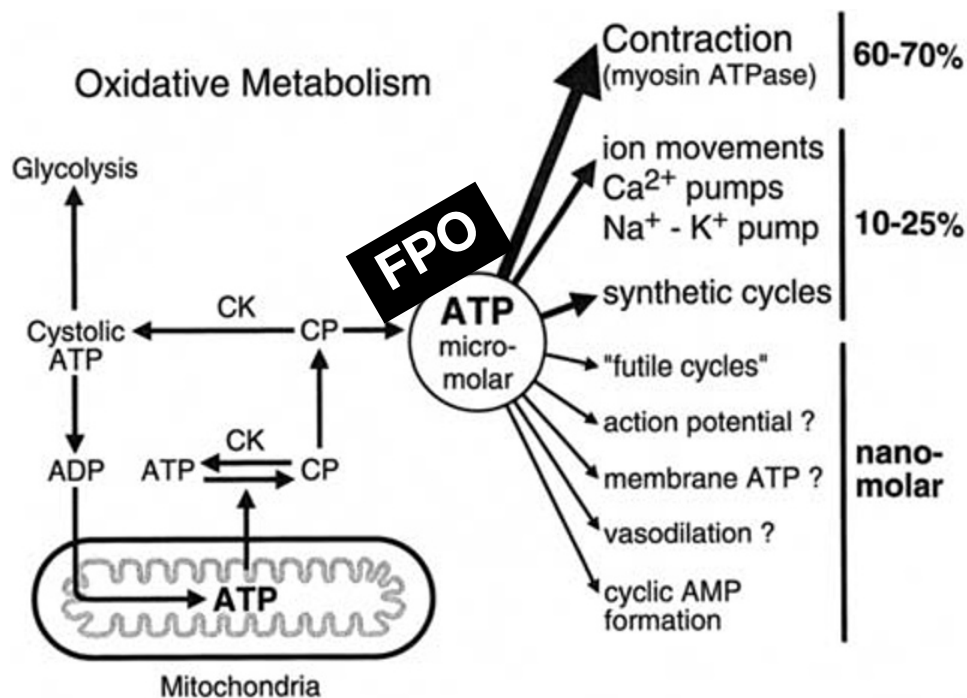 Oxidative Metabolism
Glycolysis
Cystolic
ATP
ADP
CK
CP
CK
ATP
CP
ATP
Mitochondria
FPO
ATP
micro-
molar
Contraction
(myosin ATPase)
60-70%
ion movements
Ca²⁺ pumps
Na⁺ - K⁺ pump
synthetic cycles
10-25%
"futile cycles"
action potential ?
membrane ATP ?
vasodilation ?
cyclic AMP
formation
nano-
molar